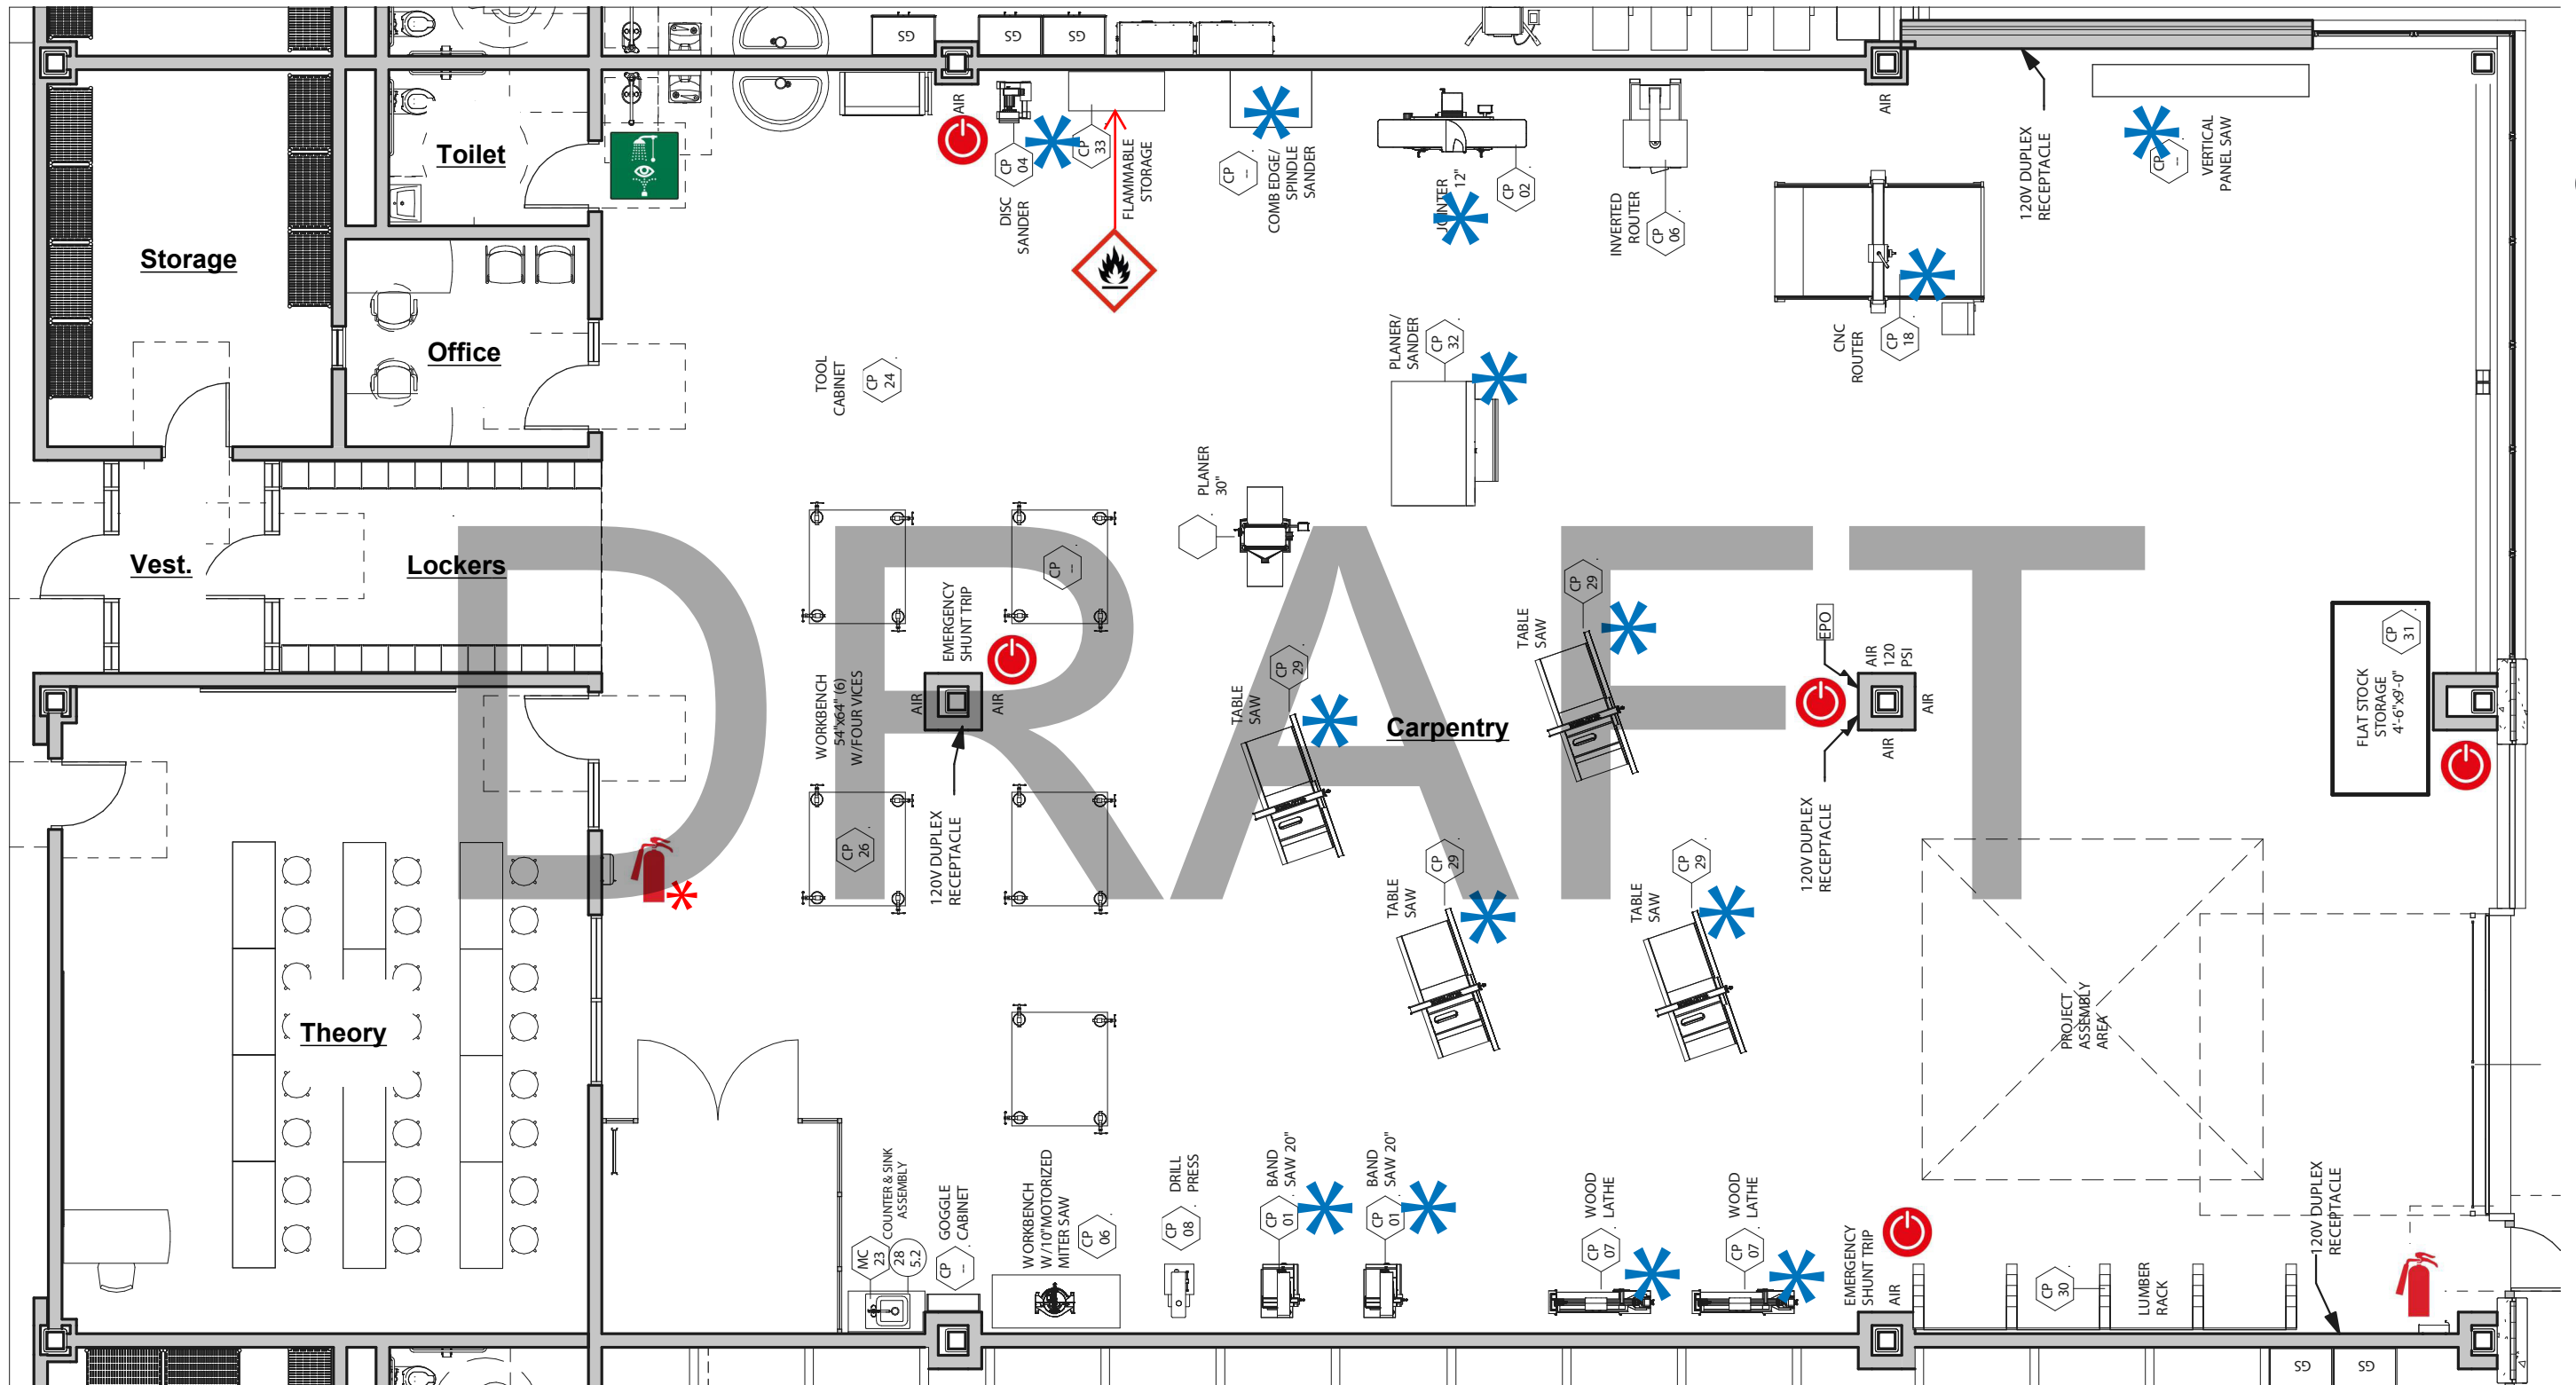 GS
GS
GS
Toilet
Storage
Office
Vest.
Lockers
Theory
Carpentry
DRAFT
AIR
CP
04
DISC
SANDER
CP
33
FLAMMABLE
STORAGE
CP
--
COMB EDGE/
SPINDLE
SANDER
JOINTER
12"
CP
02
INVERTED
ROUTER
CP
06
AIR
120V DUPLEX
RECEPTACLE
CP
--
VERTICAL
PANEL SAW
CNC
ROUTER
CP
18
PLANER/
SANDER
CP
32
TOOL
CABINET
CP
24
PLANER
30"
CP
--
EMERGENCY
SHUNT TRIP
AIR
AIR
WORKBENCH
54"x64" (6)
W/FOUR VICES
CP
26
120V DUPLEX
RECEPTACLE
TABLE
SAW
CP
29
TABLE
SAW
CP
29
TABLE
SAW
CP
29
TABLE
SAW
CP
29
EPO
AIR
120
PSI
AIR
AIR
120V DUPLEX
RECEPTACLE
FLAT STOCK
STORAGE
4'-6"x9'-0"
CP
31
PROJECT
ASSEMBLY
AREA
MC
23
COUNTER & SINK
ASSEMBLY
28
5.2
CP
--
GOGGLE
CABINET
WORKBENCH
W/10"MOTORIZED
MITER SAW
CP
06
DRILL
PRESS
CP
08
BAND
SAW 20"
CP
01
BAND
SAW 20"
CP
01
WOOD
LATHE
CP
07
WOOD
LATHE
CP
07
EMERGENCY
SHUNT TRIP
AIR
CP
30
LUMBER
RACK
120V DUPLEX
RECEPTACLE
GS
GS